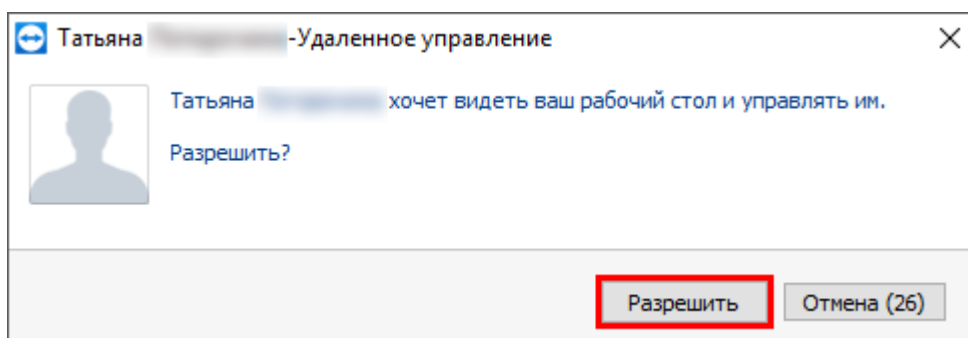 Татьяна -Удаленное управление
Татьяна хочет видеть ваш рабочий стол и управлять им.
Разрешить?
Разрешить Отмена (26)